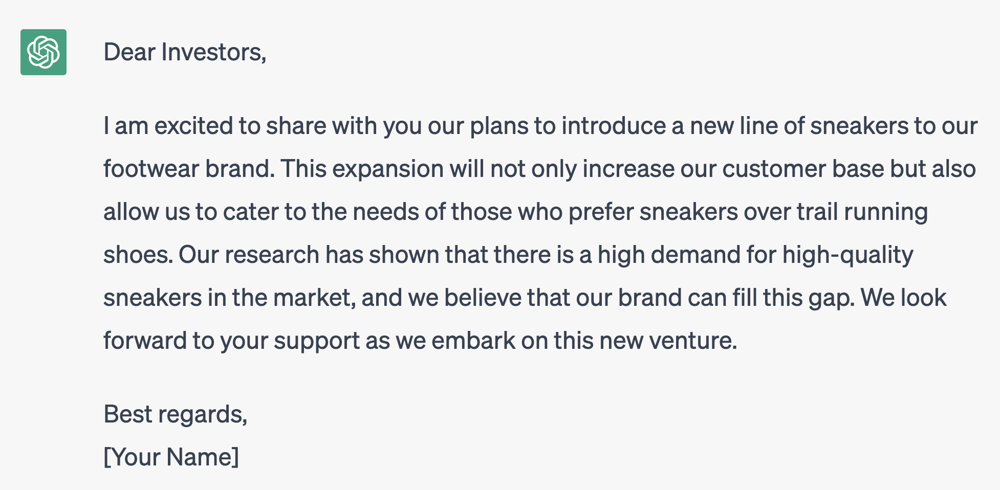 Dear Investors,
I am excited to share with you our plans to introduce a new line of sneakers to our
footwear brand. This expansion will not only increase our customer base but also
allow us to cater to the needs of those who prefer sneakers over trail running
shoes. Our research has shown that there is a high demand for high-quality
sneakers in the market, and we believe that our brand can fill this gap. We look
forward to your support as we embark on this new venture.
Best regards,
[Your Name]